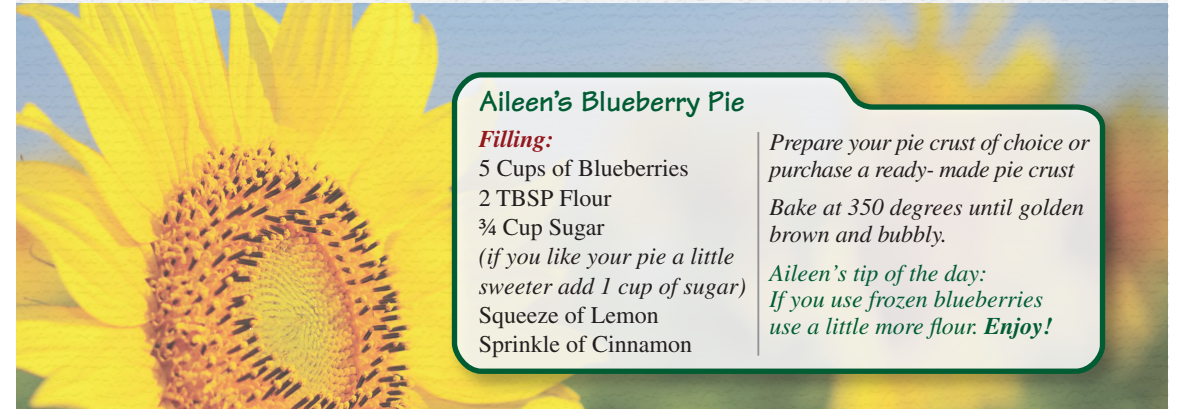 Aileen's Blueberry Pie
Filling:
5 Cups of Blueberries
2 TBSP Flour
¾ Cup Sugar
(if you like your pie a little
sweeter add 1 cup of sugar)
Squeeze of Lemon
Sprinkle of Cinnamon
Prepare your pie crust of choice or
purchase a ready- made pie crust
Bake at 350 degrees until golden
brown and bubbly.
Aileen's tip of the day:
If you use frozen blueberries
use a little more flour. Enjoy!